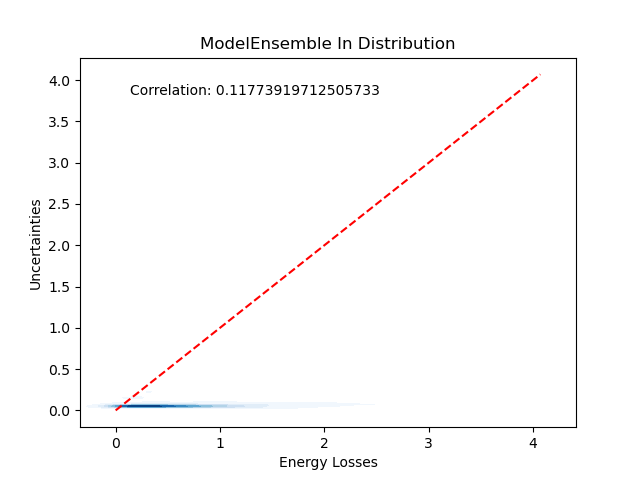 ModelEnsemble In Distribution
Correlation: 0.11773919712505733
Uncertainties
4.0
3.5
3.0
2.5
2.0
1.5
1.0
0.5
0.0
0 1 2 3 4
Energy Losses